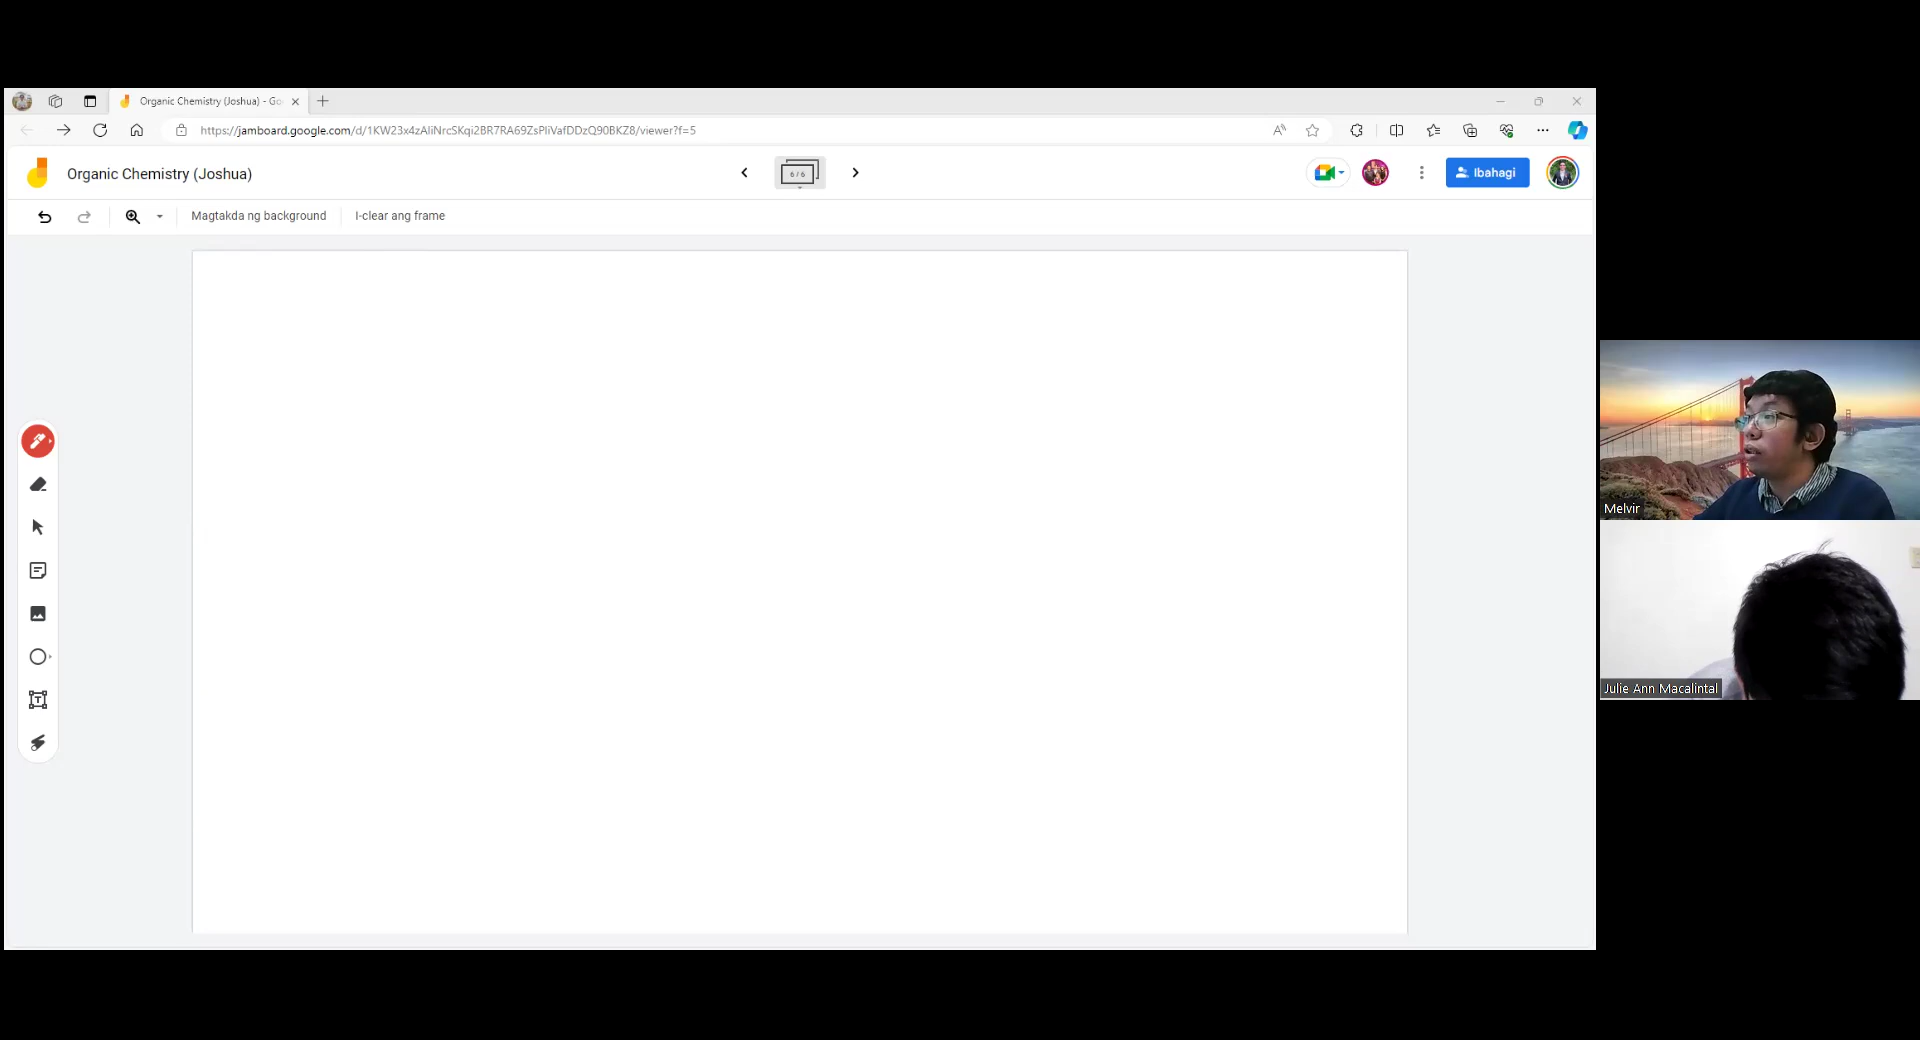 Organic Chemistry (Joshua) - Go
https://jamboard.google.com/d/1KW23x4zAliNrcSKqi2BR7RA69ZsPliVafDDzQ90BKZ8/viewer?f=5
Organic Chemistry (Joshua)
6 / 6
Ibahagi
Magtakda ng background
I-clear ang frame
Melvir
Julie Ann Macalintal